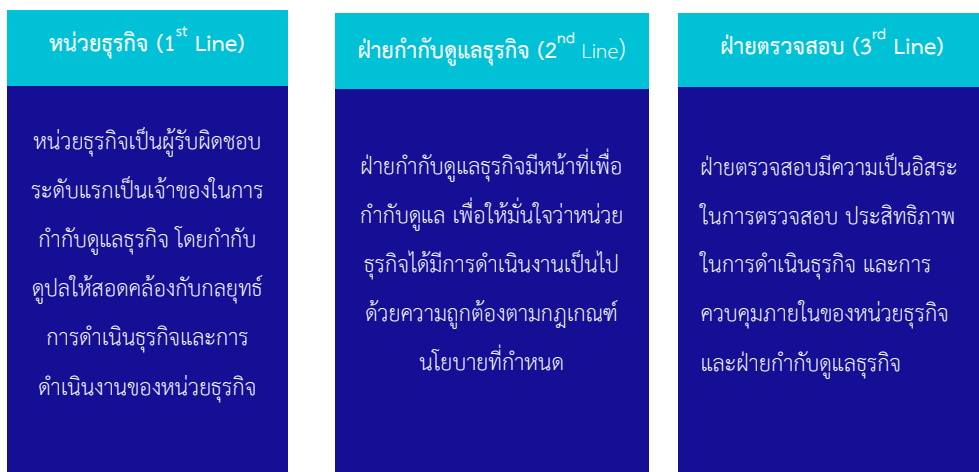 หน่วยธุรกิจ (1st Line)
หน่วยธุรกิจเป็นผู้รับผิดชอบ
ระดับแรกเป็นเจ้าของในการ
กำกับดูแลธุรกิจ โดยกำกับ
ดูปลให้สอดคล้องกับกลยุทธ์
การดำเนินธุรกิจและการ
ดำเนินงานของหน่วยธุรกิจ
ฝ่ายกำกับดูแลธุรกิจ (2nd Line)
ฝ่ายกำกับดูแลธุรกิจมีหน้าที่เพื่อ
กำกับดูแล เพื่อให้มั่นใจว่าหน่วย
ธุรกิจได้มีการดำเนินงานเป็นไป
ด้วยความถูกต้องตามกฎเกณฑ์
นโยบายที่กำหนด
ฝ่ายตรวจสอบ (3rd Line)
ฝ่ายตรวจสอบมีความเป็นอิสระ
ในการตรวจสอบ ประสิทธิภาพ
ในการดำเนินธุรกิจ และการ
ควบคุมภายในของหน่วยธุรกิจ
และฝ่ายกำกับดูแลธุรกิจ